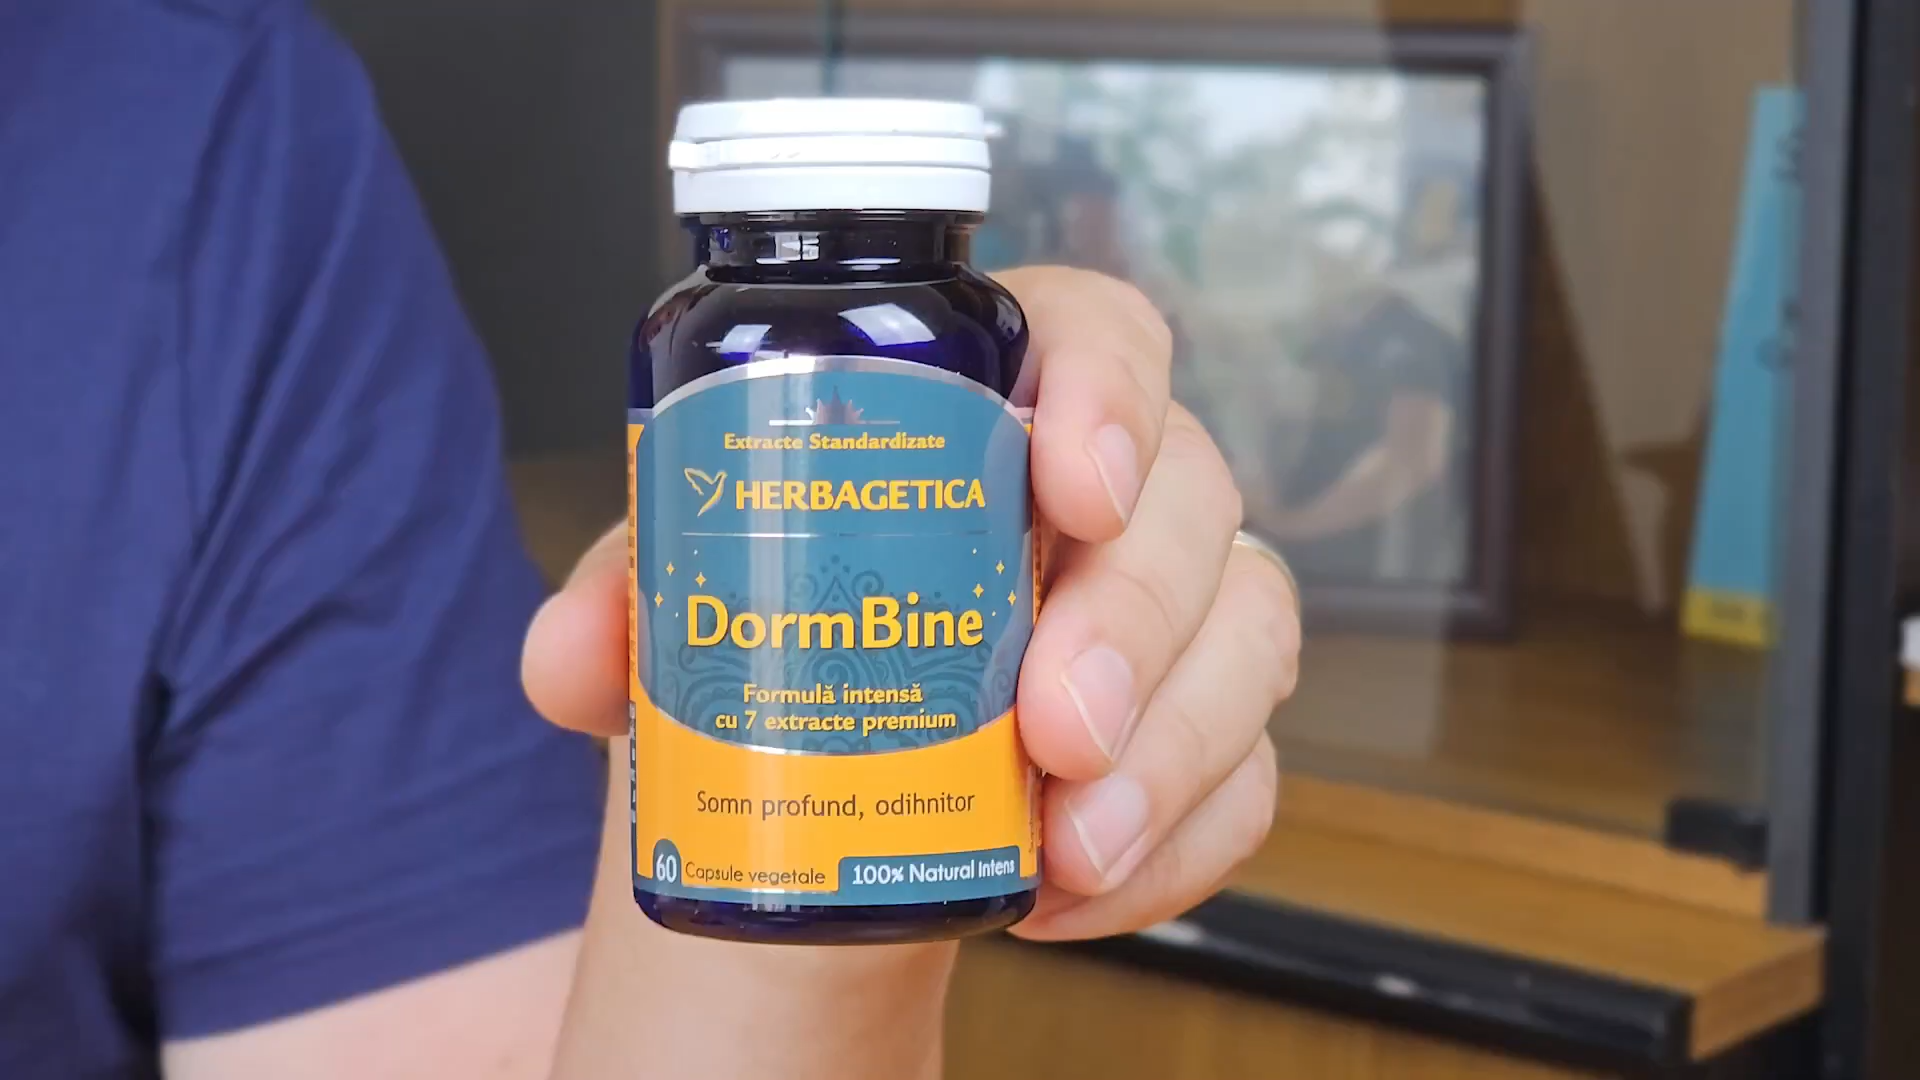 Extracte Standardizate
HERBAGETICA
DormBine
Formulă intensă
cu 7 extracte premium
Somn profund, odihnitor
60 Capsule vegetale
100% Natural Intens